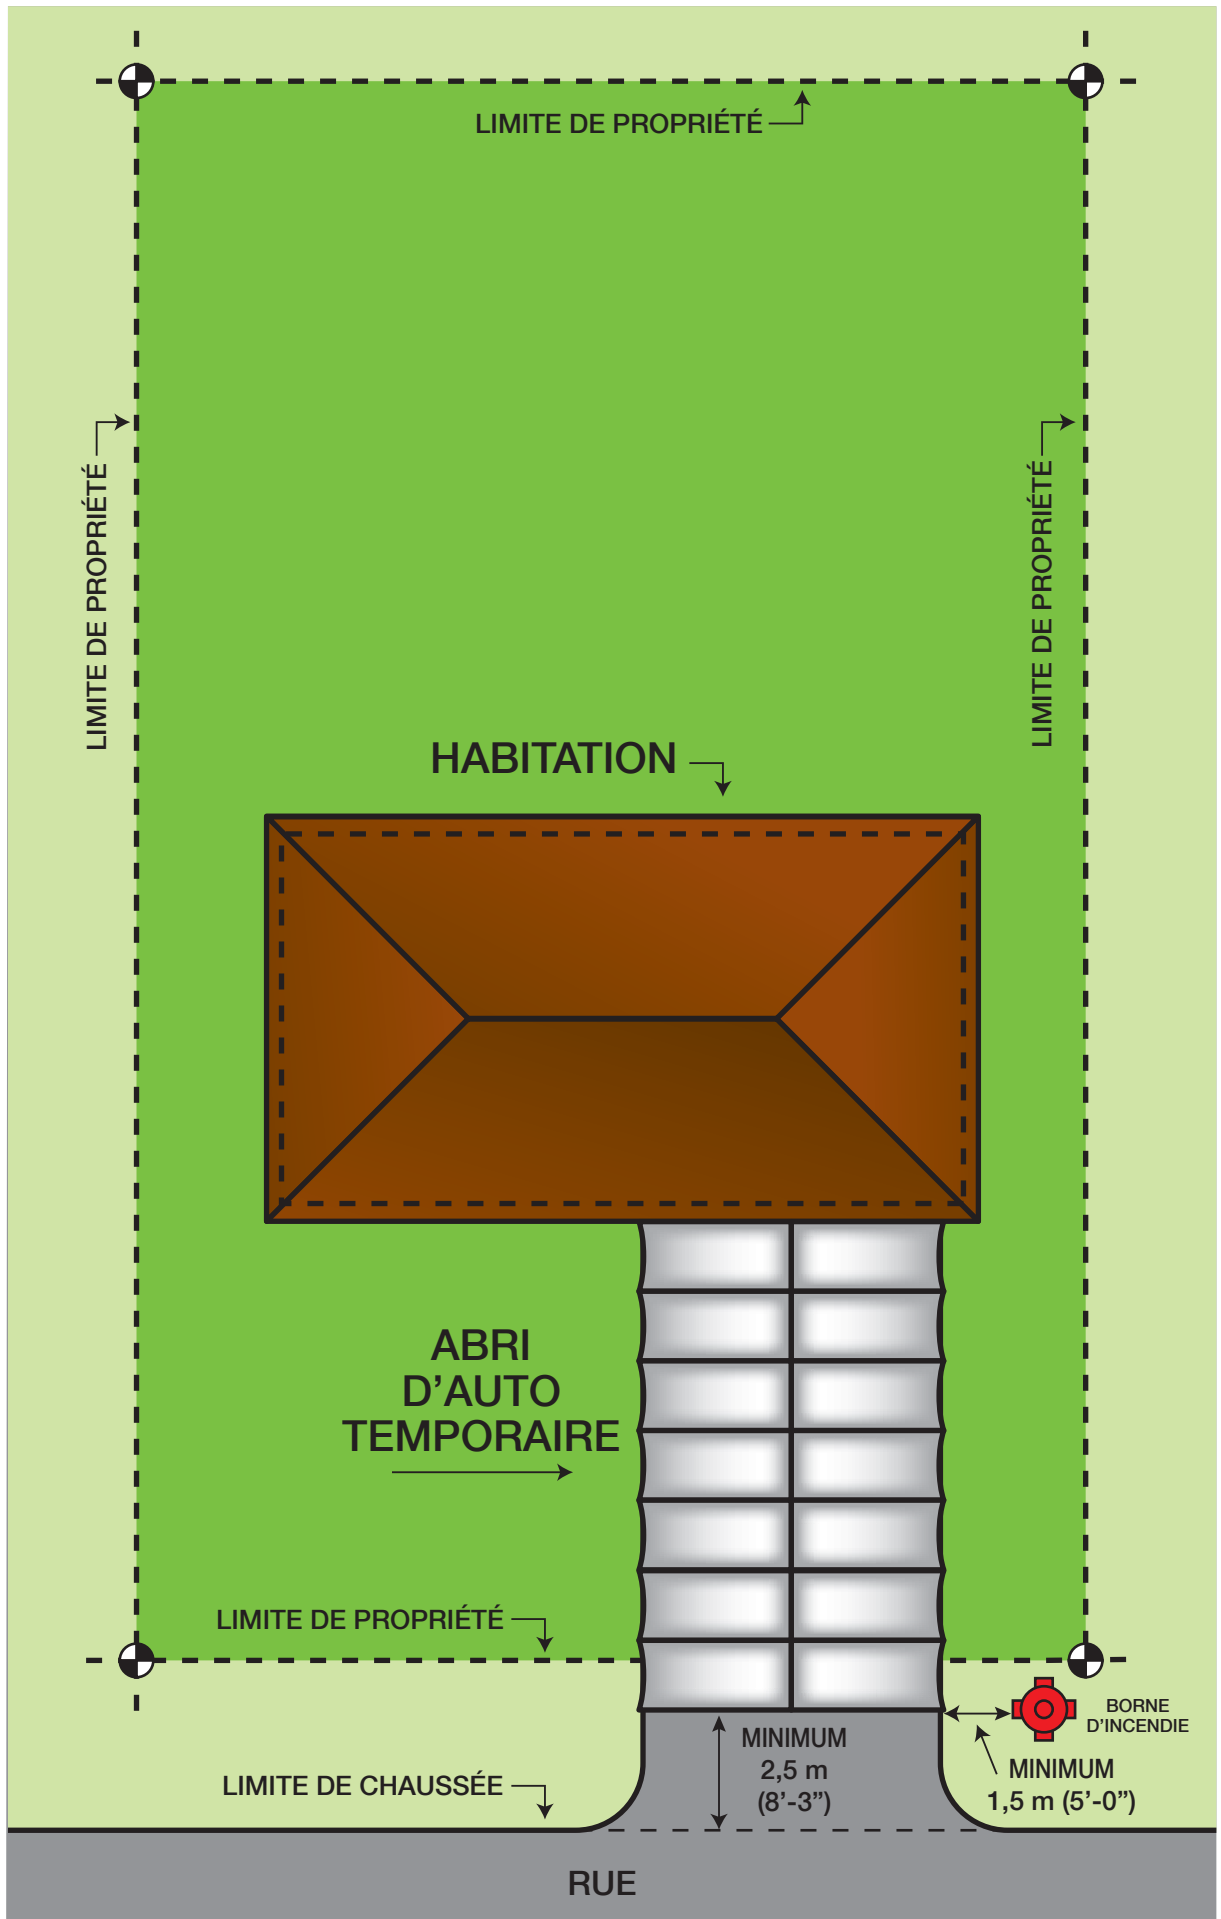 LIMITE DE PROPRIÉTÉ
LIMITE DE PROPRIÉTÉ
LIMITE DE PROPRIÉTÉ
HABITATION
ABRI
D’AUTO
TEMPORAIRE
LIMITE DE PROPRIÉTÉ
BORNE
D’INCENDIE
MINIMUM
2,5 m
(8’-3”)
MINIMUM
1,5 m (5’-0”)
LIMITE DE CHAUSSÉE
RUE